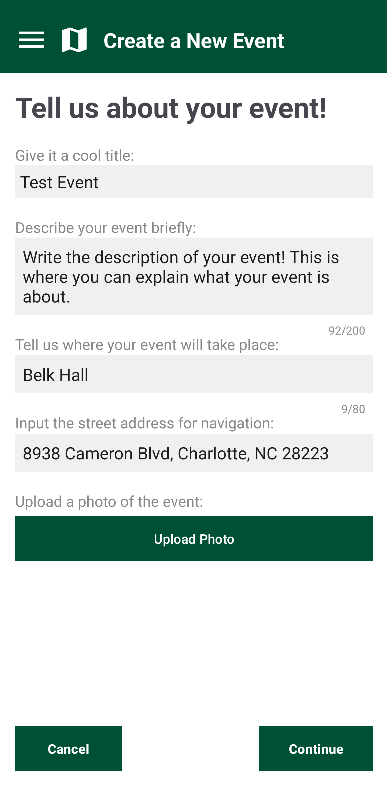 Create a New Event
Tell us about your event!
Give it a cool title:
Test Event
Describe your event briefly:
Write the description of your event! This is
where you can explain what your event is
about.
92/200
Tell us where your event will take place:
Belk Hall
9/80
Input the street address for navigation:
8938 Cameron Blvd, Charlotte, NC 28223
Upload a photo of the event:
Upload Photo
Cancel
Continue